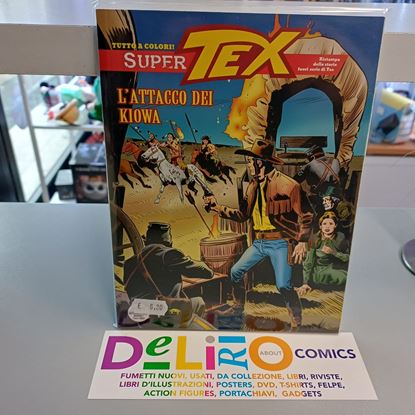 TUTTO A COLORI!
SUPER TEX
Ristampa
delle storie
fuori serie di Tex
L'ATTACCO DEI
KIOWA
DeLiRiO ABOUT COMICS
FUMETTI NUOVI, USATI, DA COLLEZIONE, LIBRI, RIVISTE,
LIBRI D'ILLUSTRAZIONI, POSTERS, DVD, T-SHIRTS, FELPE,
ACTION FIGURES, PORTACHIAVI, GADGETS